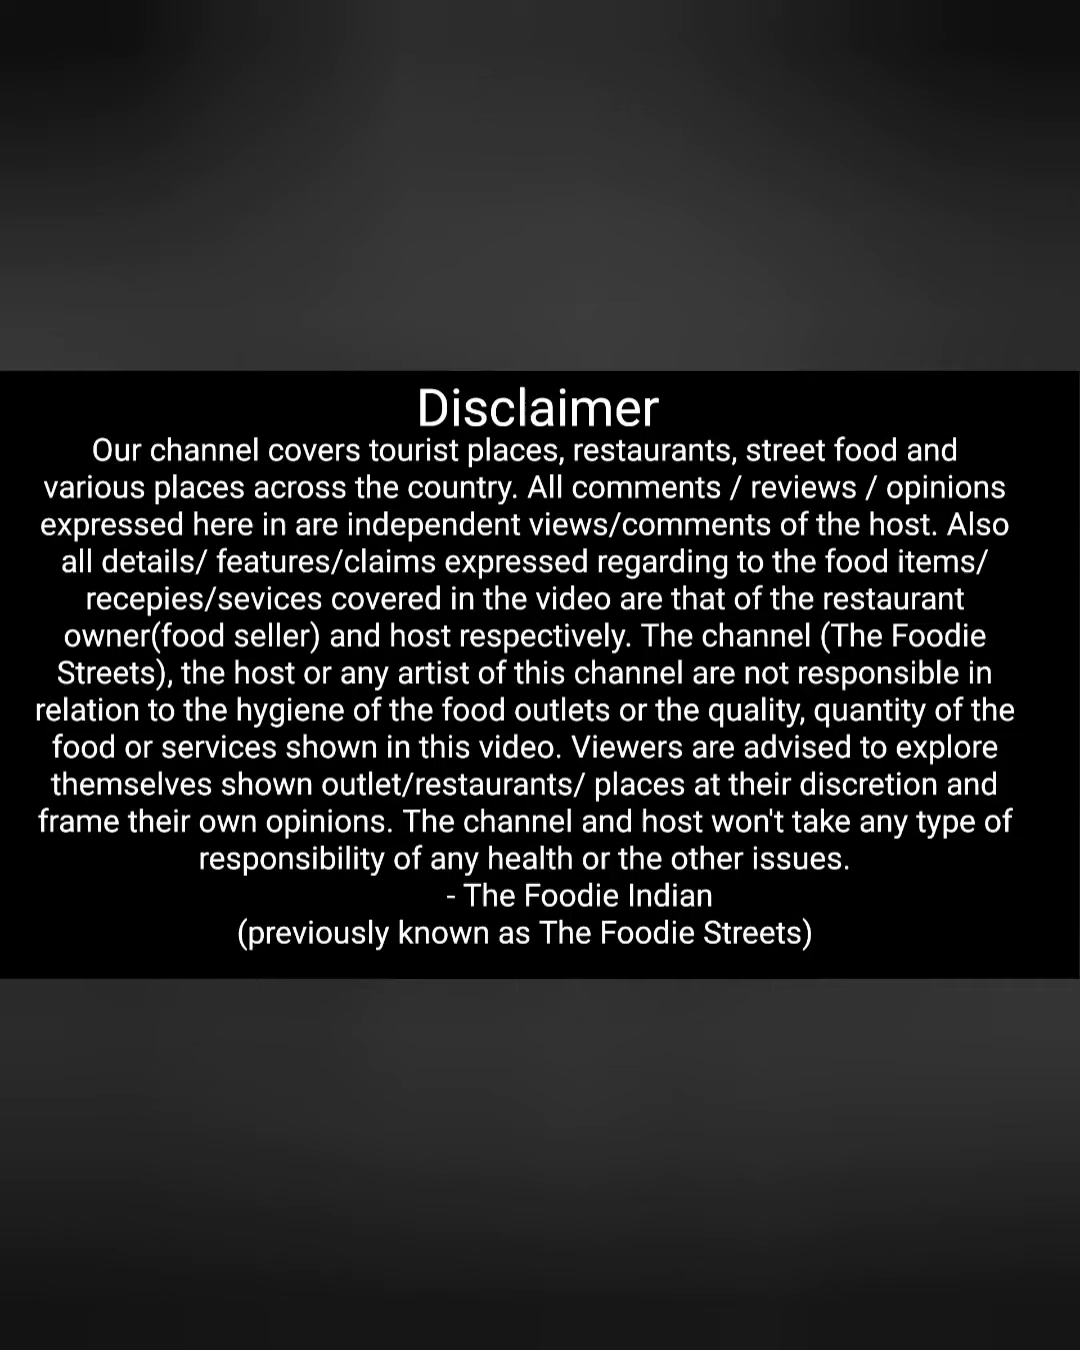 Disclaimer
Our channel covers tourist places, restaurants, street food and
various places across the country. All comments / reviews / opinions
expressed here in are independent views/comments of the host. Also
all details/ features/claims expressed regarding to the food items/
recepies/sevices covered in the video are that of the restaurant
owner(food seller) and host respectively. The channel (The Foodie
Streets), the host or any artist of this channel are not responsible in
relation to the hygiene of the food outlets or the quality, quantity of the
food or services shown in this video. Viewers are advised to explore
themselves shown outlet/restaurants/ places at their discretion and
frame their own opinions. The channel and host won't take any type of
responsibility of any health or the other issues.
- The Foodie Indian
(previously known as The Foodie Streets)